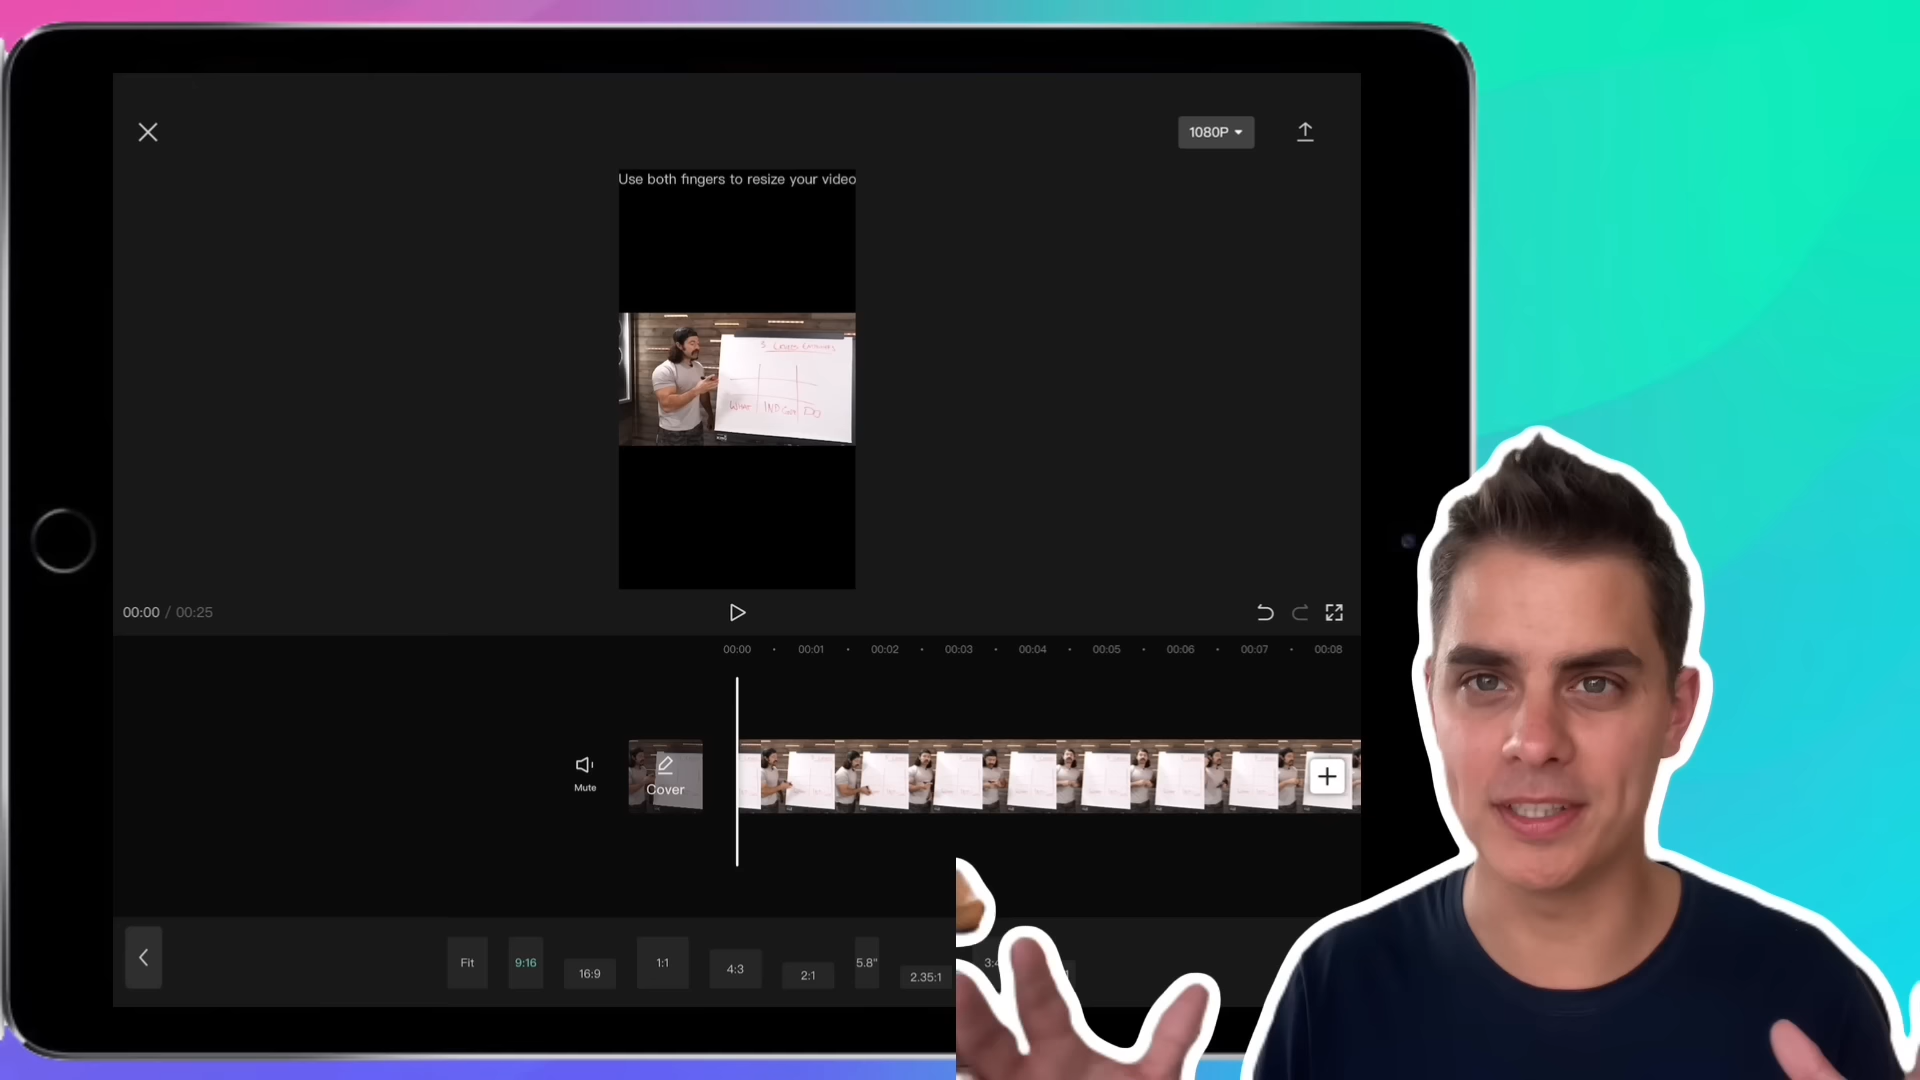 1080P
Use both fingers to resize your video
00:00 / 00:25
00:00 00:01 00:02 00:03 00:04 00:05 00:06 00:07 00:08
Mute
Cover
Fit
9:16
16:9
1:1
4:3
2:1
5.8"
2.35:1